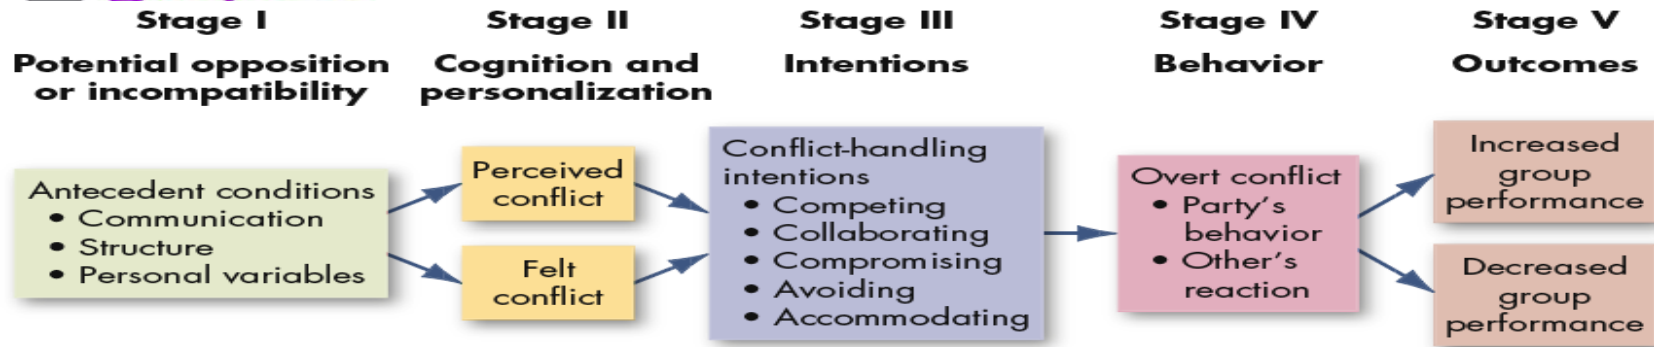 Stage I
Potential opposition
or incompatibility
Stage II
Cognition and
personalization
Stage III
Intentions
Stage IV
Behavior
Stage V
Outcomes
Antecedent conditions
• Communication
• Structure
• Personal variables
Perceived
conflict
Felt
conflict
Conflict-handling
intentions
• Competing
• Collaborating
• Compromising
• Avoiding
• Accommodating
Overt conflict
• Party's
behavior
• Other's
reaction
Increased
group
performance
Decreased
group
performance